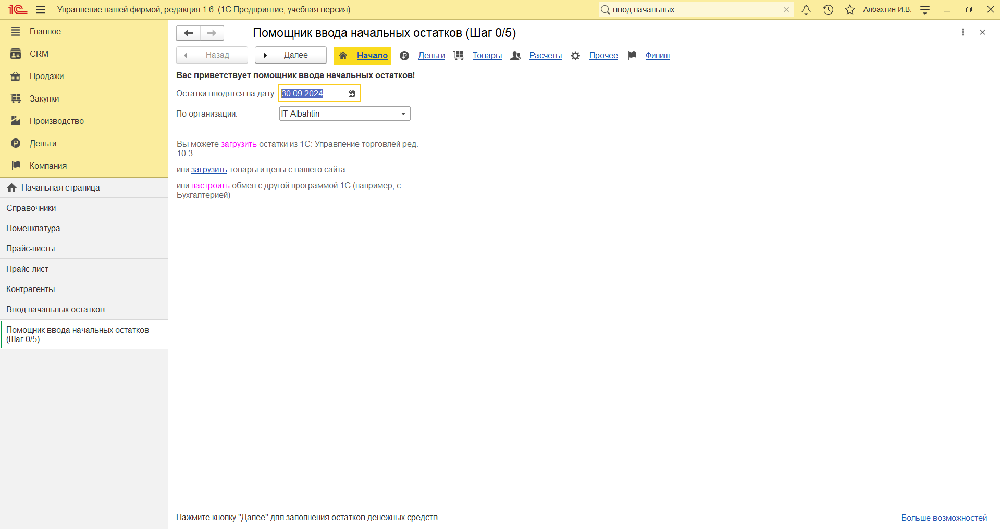 1С Управление нашей фирмой, редакция 1.6 (1С:Предприятие, учебная версия) ввод начальных Албахтин И.В.
Главное
CRM
Продажи
Закупки
Производство
Деньги
Компания
Начальная страница
Справочники
Номенклатура
Прайс-листы
Прайс-лист
Контрагенты
Ввод начальных остатков
Помощник ввода начальных остатков
(Шаг 0/5)
Помощник ввода начальных остатков (Шаг 0/5)
Назад Далее Начало Деньги Товары Расчеты Прочее Финиш
Вас приветствует помощник ввода начальных остатков!
Остатки вводятся на дату: 30.09.2024
По организации: IT-Albahtin
Вы можете загрузить остатки из 1С: Управление торговлей ред.
10.3
или загрузить товары и цены с вашего сайта
или настроить обмен с другой программой 1С (например, с
Бухгалтерией)
Нажмите кнопку "Далее" для заполнения остатков денежных средств
Больше возможностей